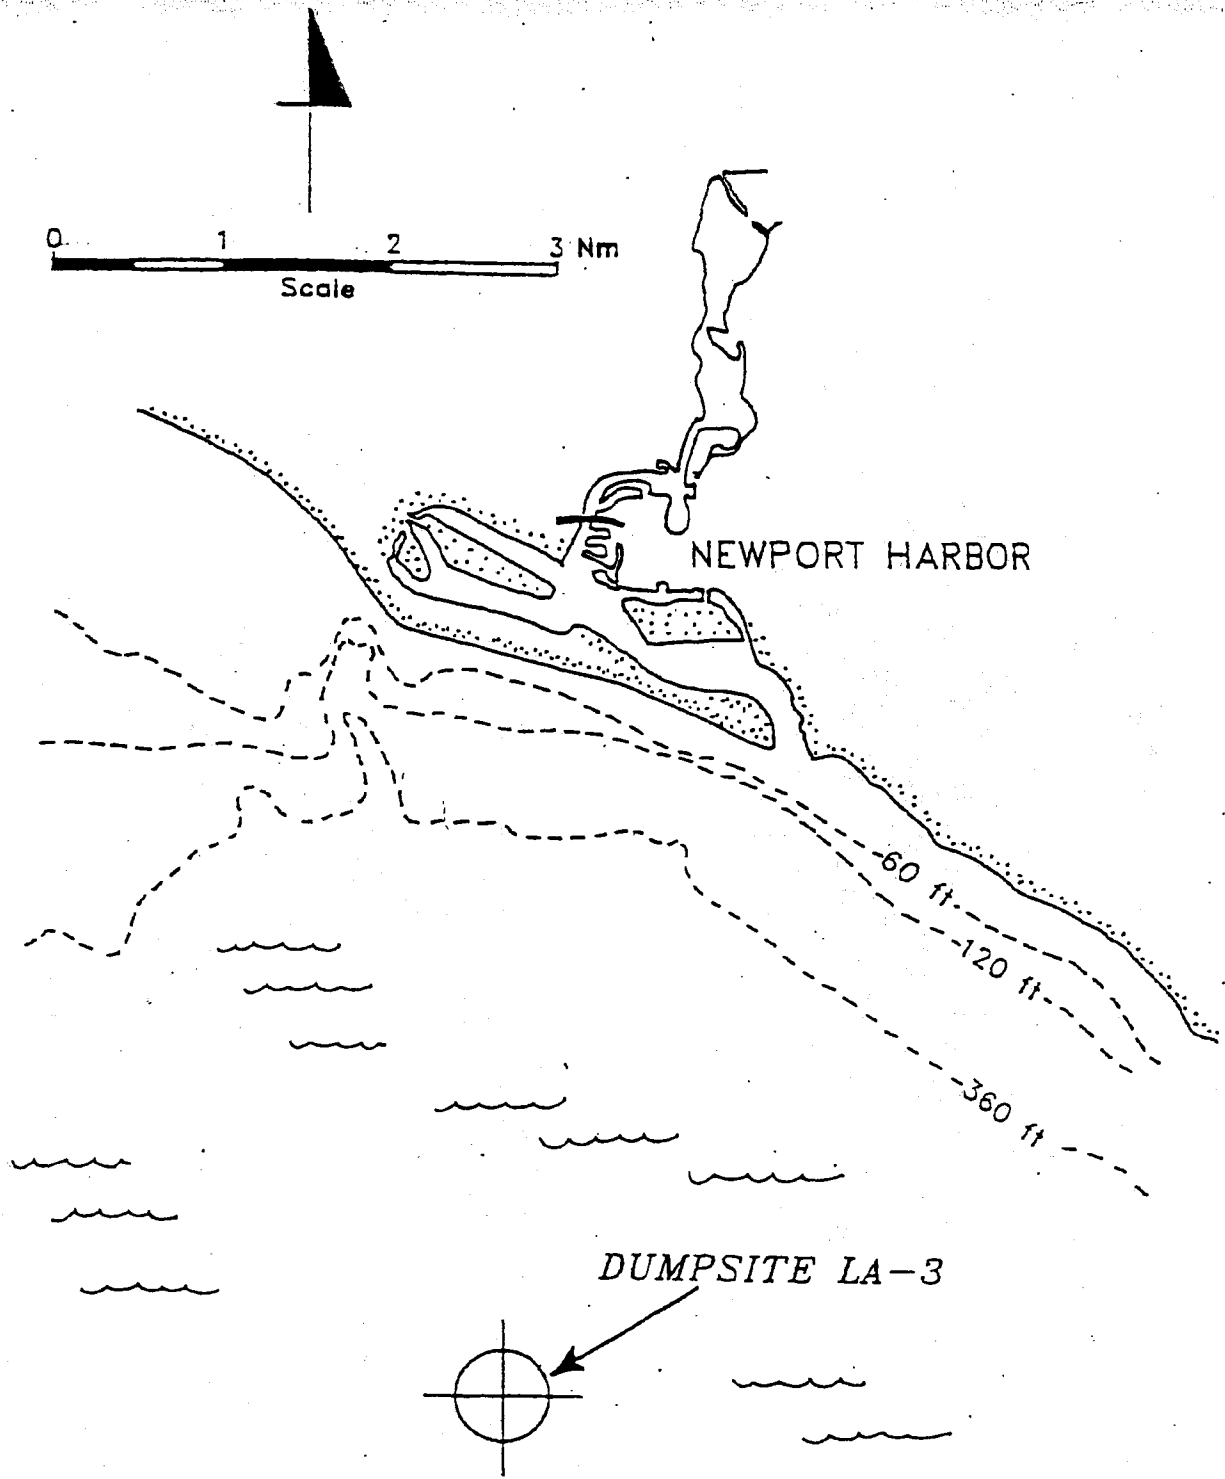 0 1 2 3 Nm
Scale
NEWPORT HARBOR
60 ft
120 ft
360 ft
DUMPSITE LA-3